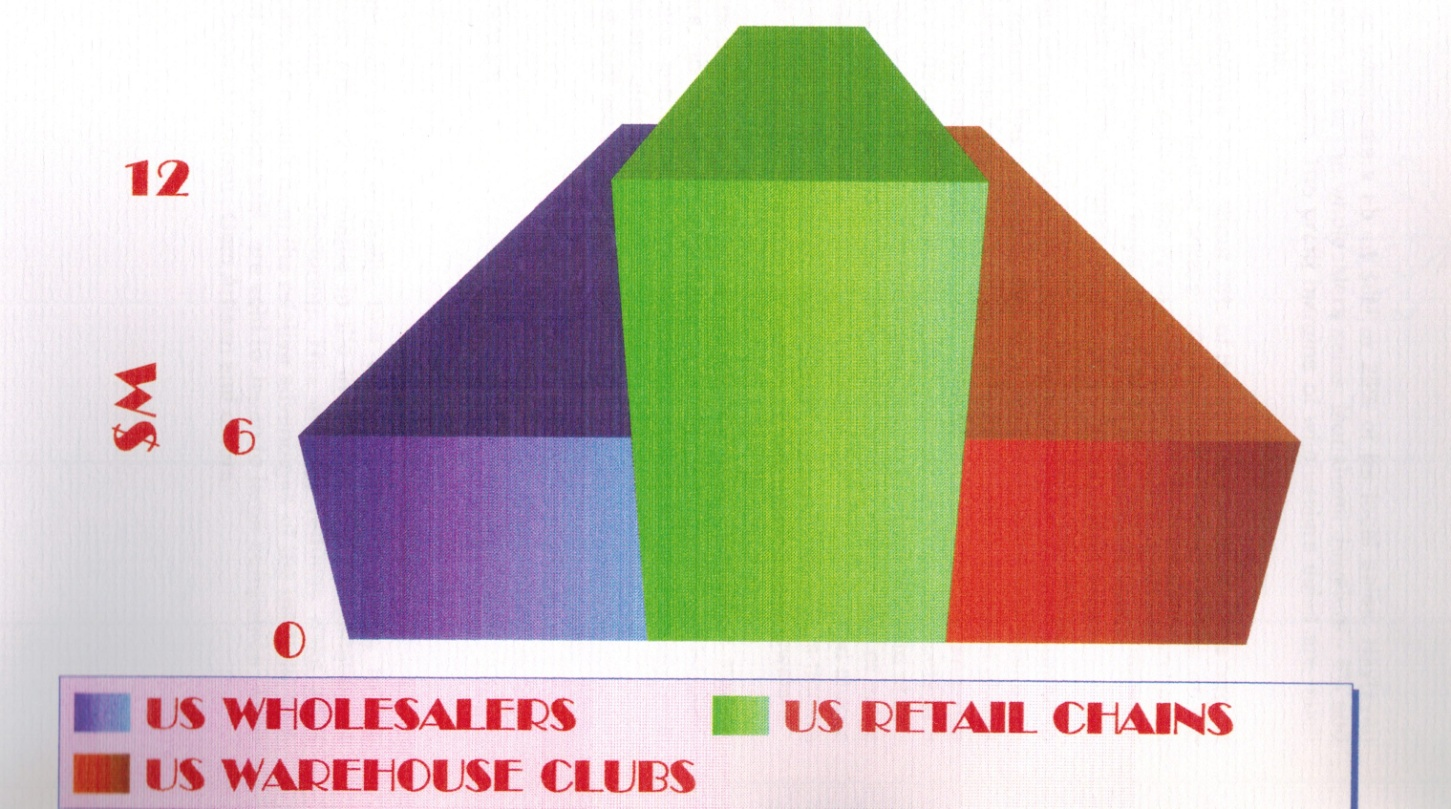 12
$M
6
0
US WHOLESALERS
US RETAIL CHAINS
US WAREHOUSE CLUBS